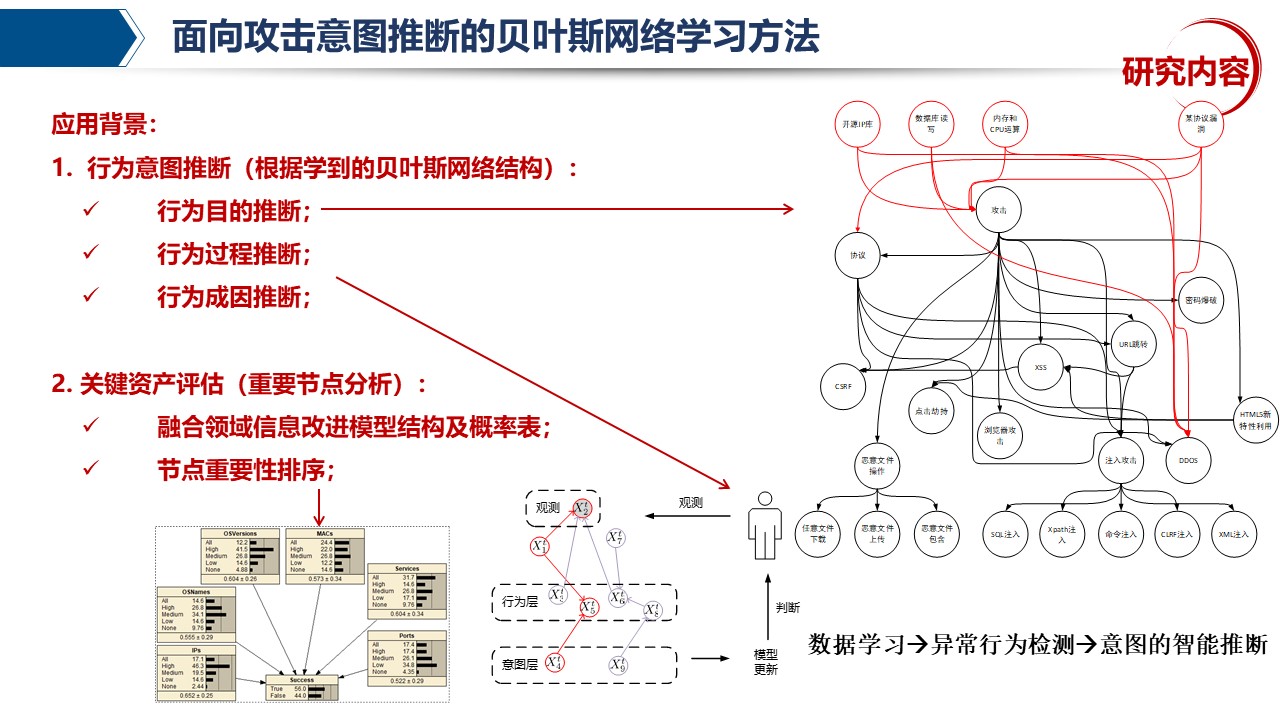 面向攻击意图推断的贝叶斯网络学习方法
研究内容
应用背景：
1. 行为意图推断（根据学到的贝叶斯网络结构）：
✓ 行为目的推断；
✓ 行为过程推断；
✓ 行为成因推断；
2. 关键资产评估（重要节点分析）：
✓ 融合领域信息改进模型结构及概率表；
✓ 节点重要性排序；
开源IP库
数据库读
写
内存和
CPU运算
某协议漏
洞
攻击
协议
密码爆破
URL跳转
XSS
CSRF
点击劫持
浏览器攻
击
HTML5新
特性利用
恶意文件
操作
注入攻击
DDOS
任意文件
下载
恶意文件
上传
恶意文件
包含
SQL注入
Xpath注
入
命令注入
CLRF注入
XML注入
OSVersions
All 12.2
High 41.5
Medium 26.8
Low 14.6
None 4.88
0.604 ± 0.26
MACs
All 24.4
High 22.0
Medium 26.8
Low 12.2
None 14.6
0.573 ± 0.34
Services
All 31.7
High 14.6
Medium 26.8
Low 17.1
None 9.76
0.604 ± 0.34
OSNames
All 14.6
High 26.8
Medium 34.1
Low 14.6
None 9.76
0.555 ± 0.29
Ports
All 17.4
High 17.4
Medium 26.1
Low 34.8
None 4.35
0.522 ± 0.29
IPs
All 17.1
High 46.3
Medium 19.5
Low 14.6
None 2.44
0.652 ± 0.25
Success
True 56.0
False 44.0
观测
X₂ᵗ
X₁ᵗ
X₇ᵗ
行为层
X₅ᵗ
X₆ᵗ
意图层
X₄ᵗ
X₉ᵗ
观测
判断
模型
更新
数据学习→异常行为检测→意图的智能推断